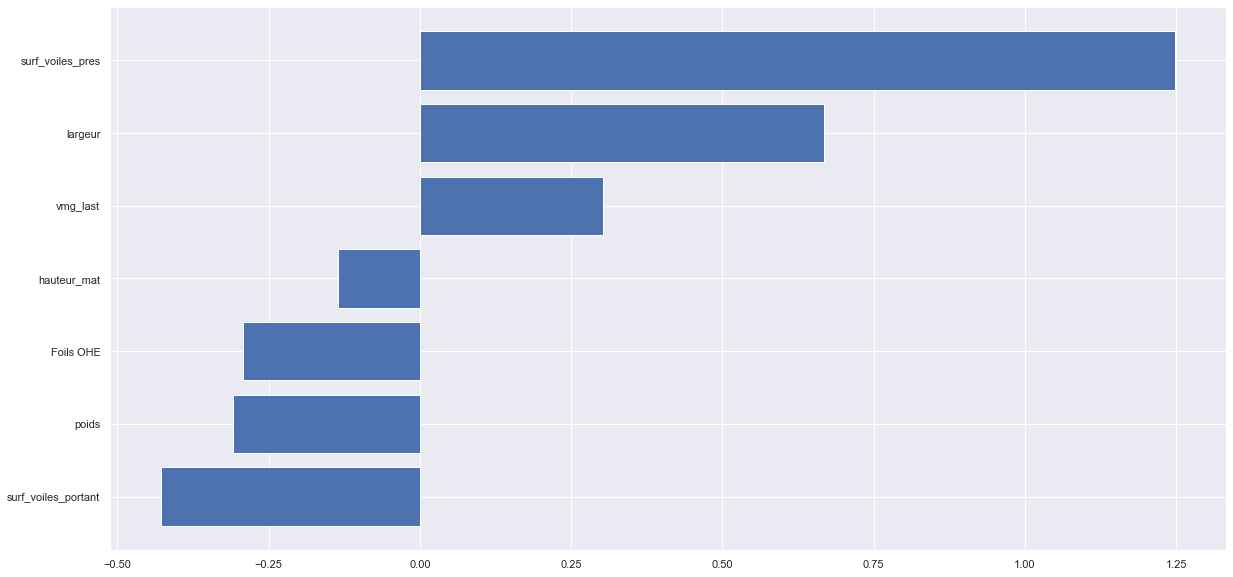 surf_voiles_pres
largeur
vmg_last
hauteur_mat
Foils OHE
poids
surf_voiles_portant
−0.50 −0.25 0.00 0.25 0.50 0.75 1.00 1.25